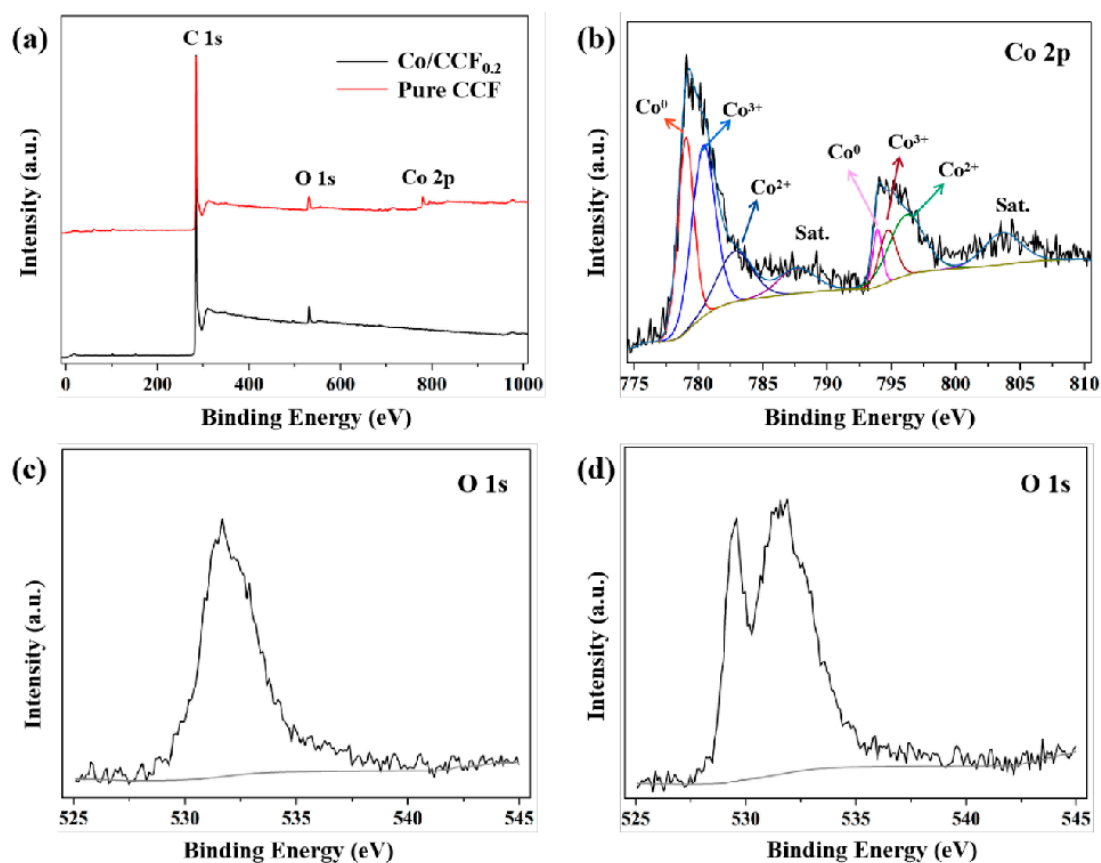 (a)
C 1s
Co/CCF₀.₂
Pure CCF
O 1s
Co 2p
Intensity (a.u.)
0 200 400 600 800 1000
Binding Energy (eV)
(b)
Co 2p
Co⁰
Co³⁺
Co²⁺
Sat.
Co⁰
Co³⁺
Co²⁺
Sat.
Intensity (a.u.)
775 780 785 790 795 800 805 810
Binding Energy (eV)
(c)
O 1s
Intensity (a.u.)
525 530 535 540 545
Binding Energy (eV)
(d)
O 1s
Intensity (a.u.)
525 530 535 540 545
Binding Energy (eV)